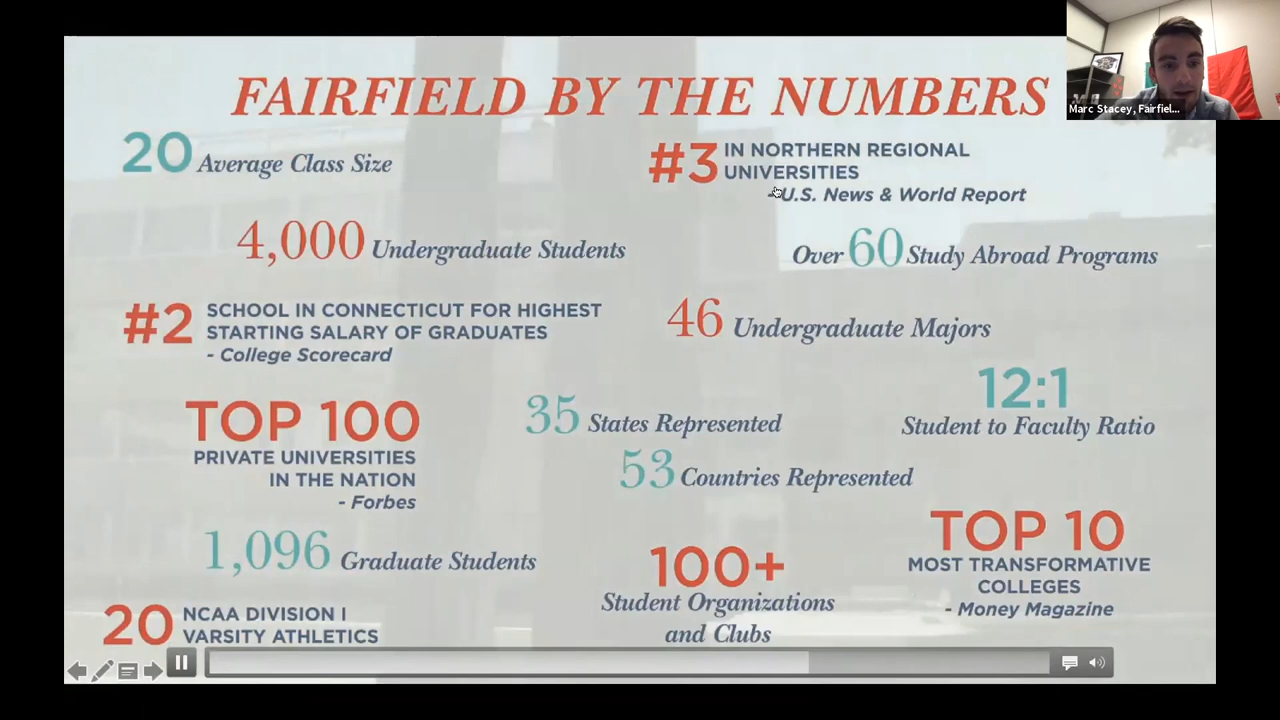 FAIRFIELD BY THE NUMBERS
Marc Stacey, Fairfiel...
20 Average Class Size
#3 IN NORTHERN REGIONAL
UNIVERSITIES
- U.S. News & World Report
4,000 Undergraduate Students
Over 60 Study Abroad Programs
#2 SCHOOL IN CONNECTICUT FOR HIGHEST
STARTING SALARY OF GRADUATES
- College Scorecard
46 Undergraduate Majors
12:1
Student to Faculty Ratio
TOP 100
PRIVATE UNIVERSITIES
IN THE NATION
- Forbes
35 States Represented
53 Countries Represented
1,096 Graduate Students
100+
Student Organizations
and Clubs
TOP 10
MOST TRANSFORMATIVE
COLLEGES
- Money Magazine
20 NCAA DIVISION I
VARSITY ATHLETICS